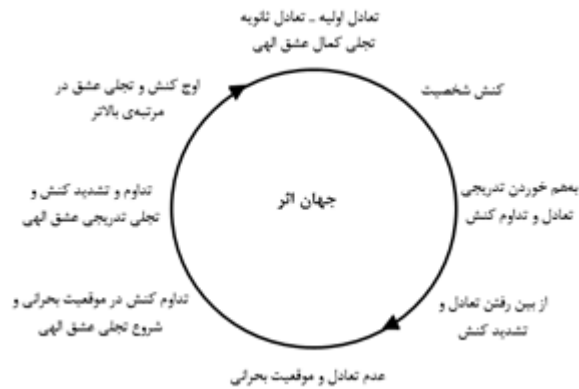 تعادل اولیه ـ تعادل ثانویه
تجلی کمال عشق الهی
کنش شخصیت
به‌هم خوردن تدریجی
تعادل و تداوم کنش
از بین رفتن تعادل و
تشدید کنش
عدم تعادل و موقعیت بحرانی
تداوم کنش در موقعیت بحرانی و
شروع تجلی عشق الهی
تداوم و تشدید کنش و
تجلی تدریجی عشق الهی
اوج کنش و تجلی عشق در
مرتبه‌ی بالاتر
جهان اثر